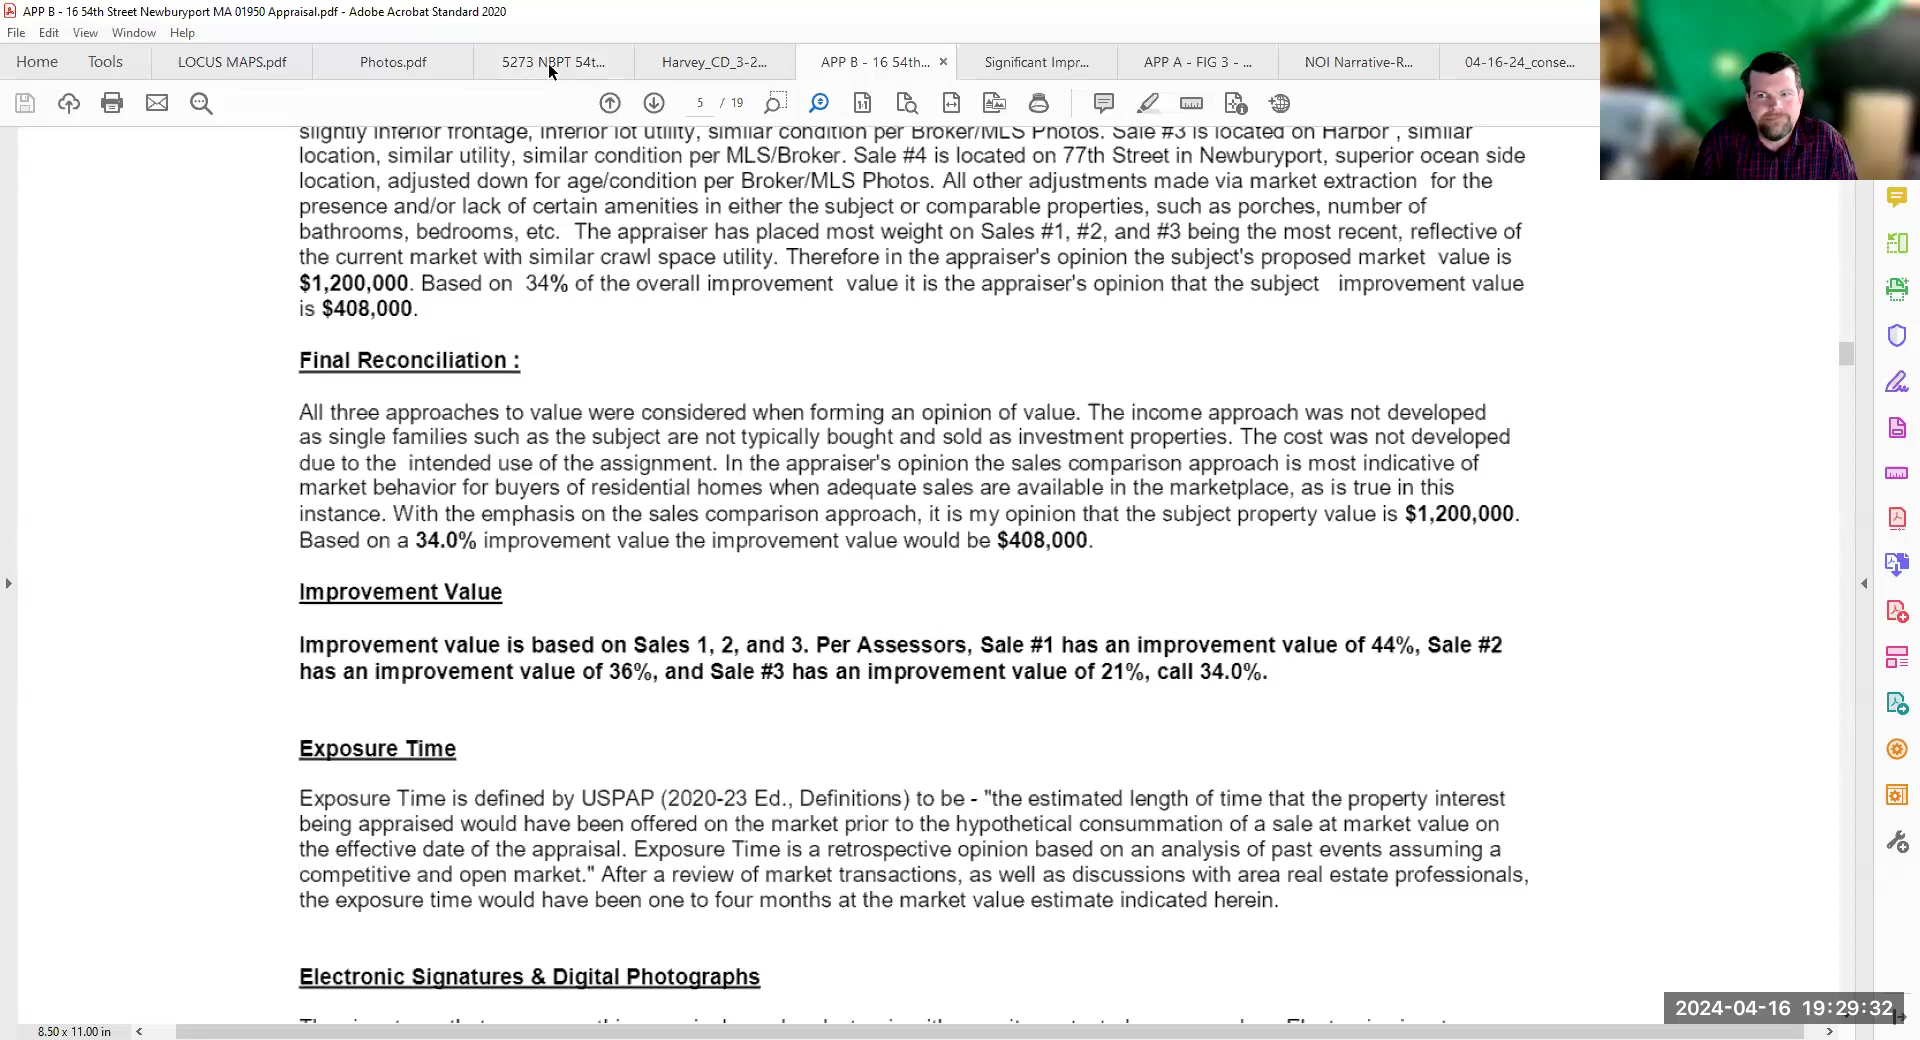 APP B - 16 54th Street Newburyport MA 01950 Appraisal.pdf - Adobe Acrobat Standard 2020
File Edit View Window Help
Home Tools LOCUS MAPS.pdf Photos.pdf 5273 NBPT 54t... Harvey_CD_3-2... APP B - 16 54th... × Significant Impr... APP A - FIG 3 - ... NOI Narrative-R... 04-16-24_conse...
5 / 19
slightly inferior frontage, inferior lot utility, similar condition per Broker/MLS Photos. Sale #3 is located on Harbor , similar
location, similar utility, similar condition per MLS/Broker. Sale #4 is located on 77th Street in Newburyport, superior ocean side
location, adjusted down for age/condition per Broker/MLS Photos. All other adjustments made via market extraction for the
presence and/or lack of certain amenities in either the subject or comparable properties, such as porches, number of
bathrooms, bedrooms, etc. The appraiser has placed most weight on Sales #1, #2, and #3 being the most recent, reflective of
the current market with similar crawl space utility. Therefore in the appraiser's opinion the subject's proposed market value is
$1,200,000. Based on 34% of the overall improvement value it is the appraiser's opinion that the subject improvement value
is $408,000.
Final Reconciliation :
All three approaches to value were considered when forming an opinion of value. The income approach was not developed
as single families such as the subject are not typically bought and sold as investment properties. The cost was not developed
due to the intended use of the assignment. In the appraiser's opinion the sales comparison approach is most indicative of
market behavior for buyers of residential homes when adequate sales are available in the marketplace, as is true in this
instance. With the emphasis on the sales comparison approach, it is my opinion that the subject property value is $1,200,000.
Based on a 34.0% improvement value the improvement value would be $408,000.
Improvement Value
Improvement value is based on Sales 1, 2, and 3. Per Assessors, Sale #1 has an improvement value of 44%, Sale #2
has an improvement value of 36%, and Sale #3 has an improvement value of 21%, call 34.0%.
Exposure Time
Exposure Time is defined by USPAP (2020-23 Ed., Definitions) to be - "the estimated length of time that the property interest
being appraised would have been offered on the market prior to the hypothetical consummation of a sale at market value on
the effective date of the appraisal. Exposure Time is a retrospective opinion based on an analysis of past events assuming a
competitive and open market." After a review of market transactions, as well as discussions with area real estate professionals,
the exposure time would have been one to four months at the market value estimate indicated herein.
Electronic Signatures & Digital Photographs
2024-04-16 19:29:32
8.50 x 11.00 in